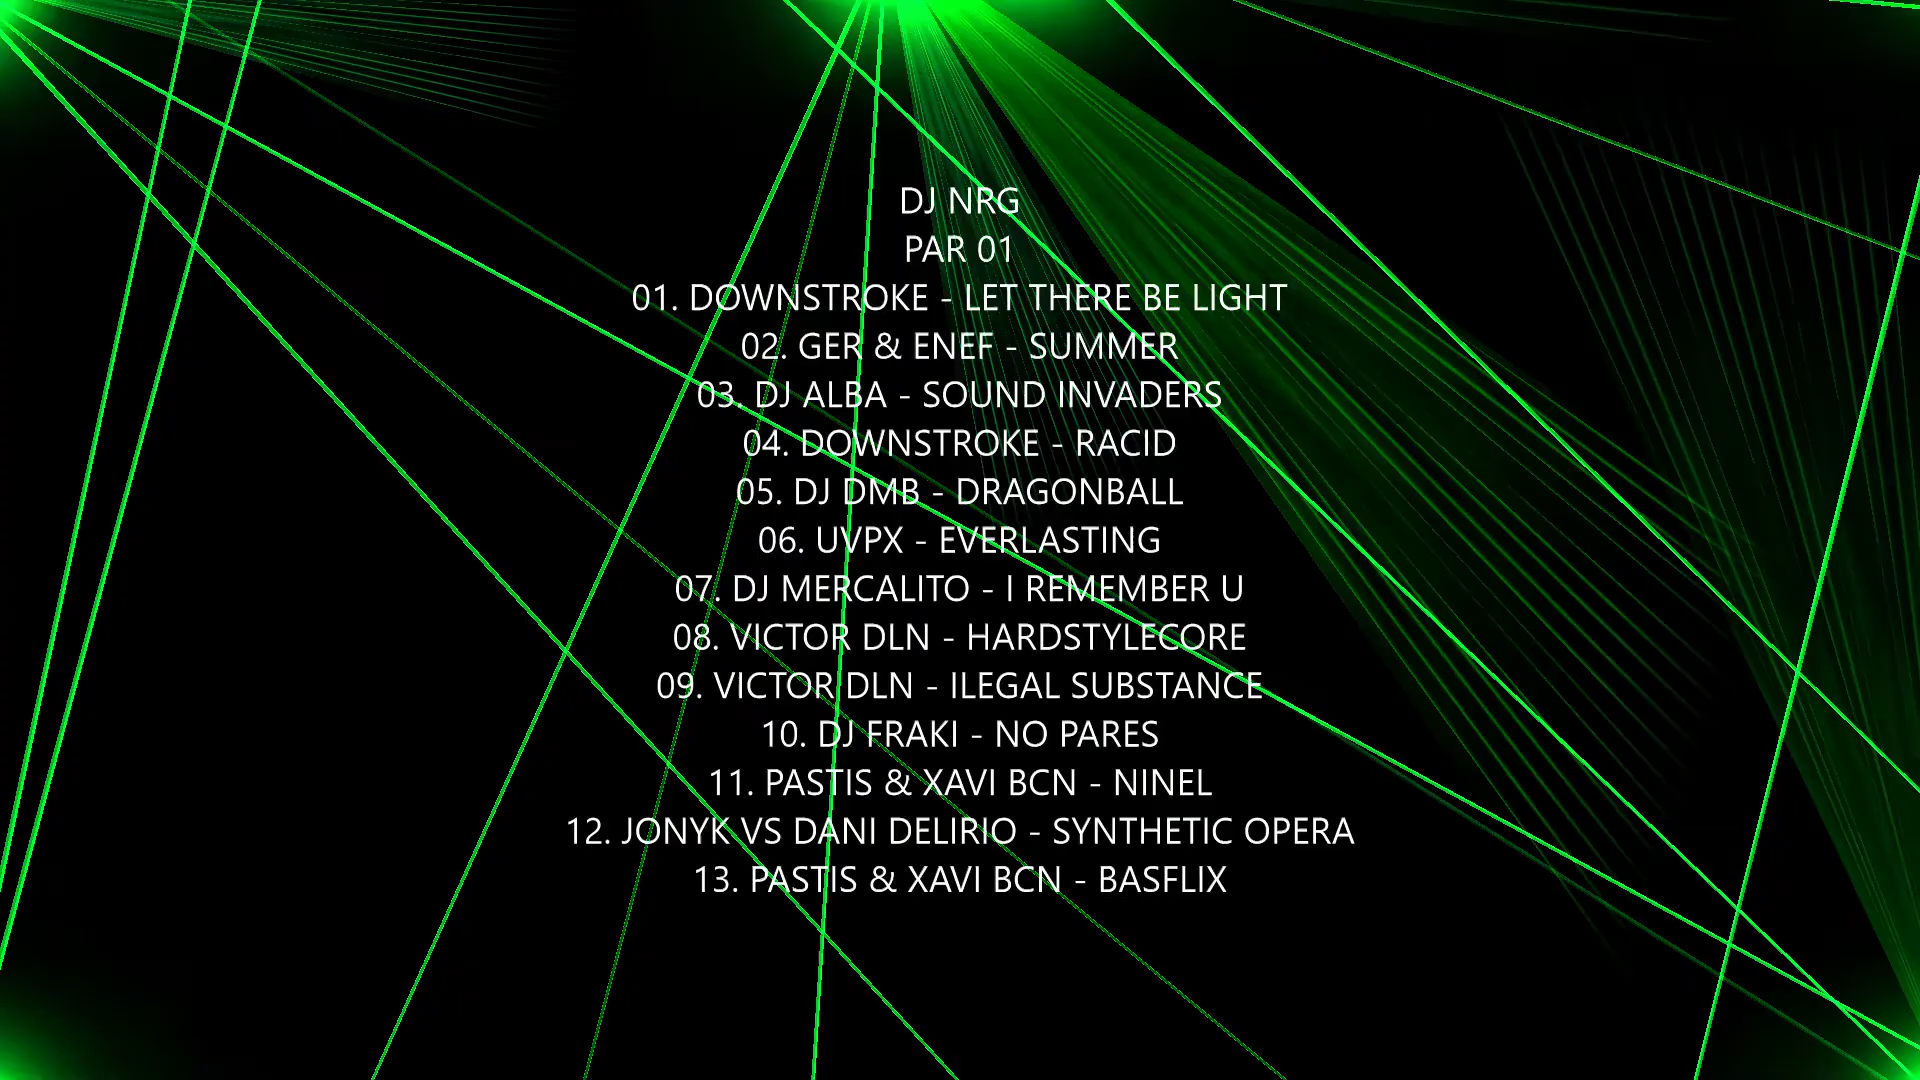 DJ NRG
PAR 01
01. DOWNSTROKE - LET THERE BE LIGHT
02. GER & ENEF - SUMMER
03. DJ ALBA - SOUND INVADERS
04. DOWNSTROKE - RACID
05. DJ DMB - DRAGONBALL
06. UVPX - EVERLASTING
07. DJ MERCALITO - I REMEMBER U
08. VICTOR DLN - HARDSTYLECORE
09. VICTOR DLN - ILEGAL SUBSTANCE
10. DJ FRAKI - NO PARES
11. PASTIS & XAVI BCN - NINEL
12. JONYK VS DANI DELIRIO - SYNTHETIC OPERA
13. PASTIS & XAVI BCN - BASFLIX